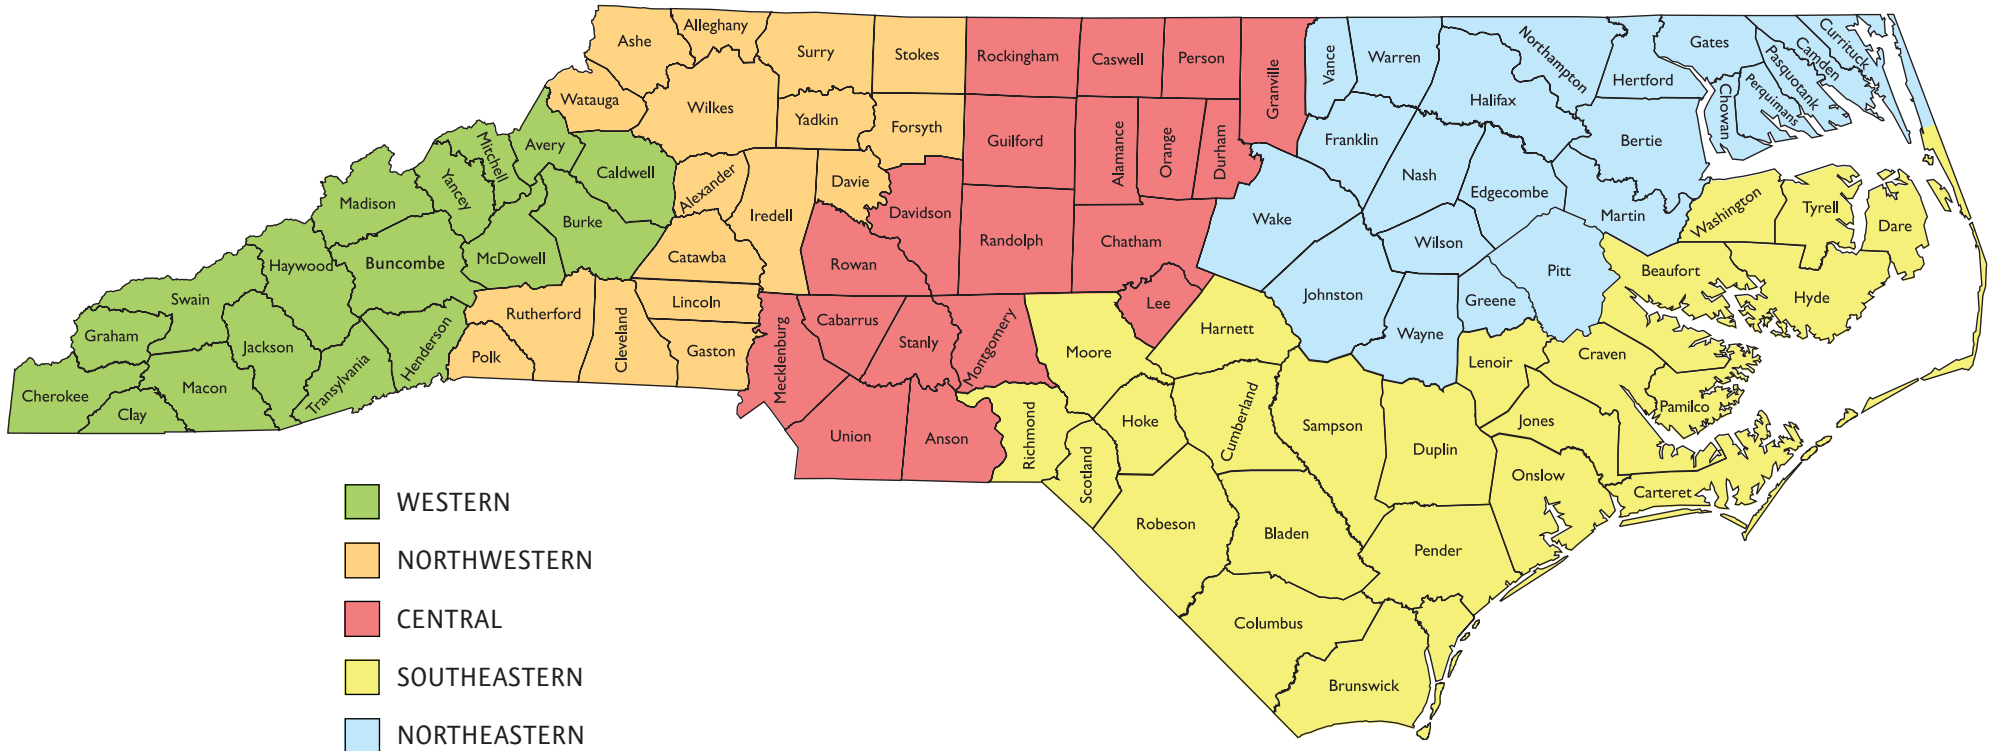 Ashe
Alleghany
Surry
Stokes
Rockingham
Caswell
Person
Granville
Vance
Warren
Northampton
Gates
Currituck
Camden
Pasquotank
Perquimans
Chowan
Hertford
Halifax
Bertie
Watauga
Wilkes
Yadkin
Forsyth
Guilford
Alamance
Orange
Durham
Franklin
Nash
Edgecombe
Martin
Washington
Tyrell
Dare
Mitchell
Avery
Caldwell
Yancey
Madison
Alexander
Iredell
Davie
Davidson
Randolph
Chatham
Wake
Wilson
Pitt
Beaufort
Hyde
Burke
McDowell
Buncombe
Haywood
Swain
Graham
Catawba
Rowan
Lincoln
Rutherford
Cleveland
Polk
Gaston
Henderson
Jackson
Transylvania
Macon
Cherokee
Clay
Mecklenburg
Cabarrus
Stanly
Montgomery
Lee
Harnett
Johnston
Wayne
Greene
Moore
Lenoir
Craven
Pamilco
Jones
Union
Anson
Richmond
Scotland
Hoke
Cumberland
Sampson
Duplin
Onslow
Carteret
Robeson
Bladen
Pender
Columbus
Brunswick
WESTERN
NORTHWESTERN
CENTRAL
SOUTHEASTERN
NORTHEASTERN